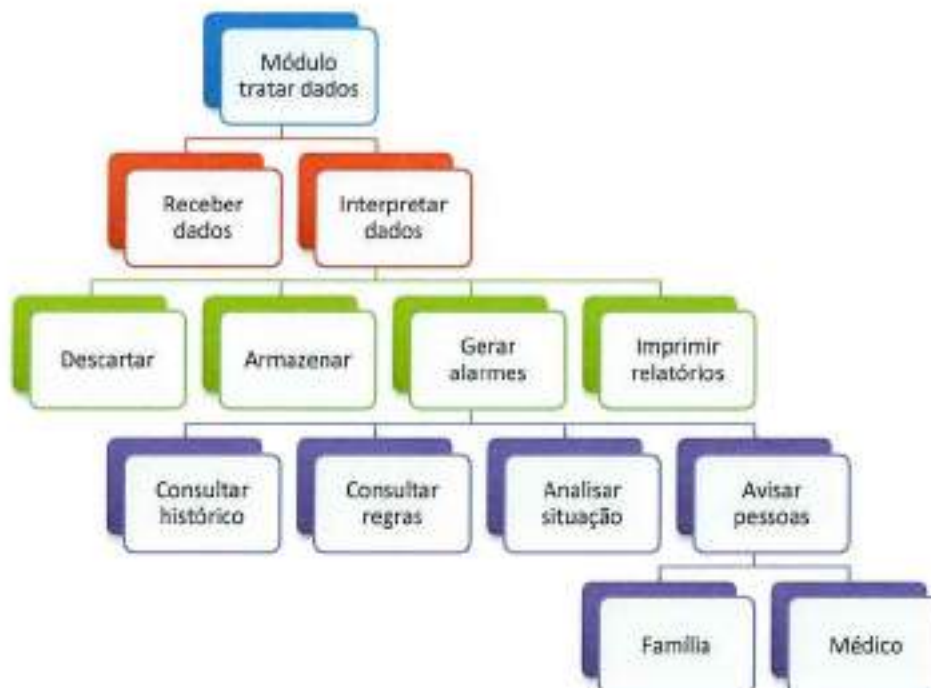 Módulo
tratar dados
Receber
dados
Interpretar
dados
Descartar
Armazenar
Gerar
alarmes
Imprimir
relatórios
Consultar
histórico
Consultar
regras
Analisar
situação
Avisar
pessoas
Família
Médico